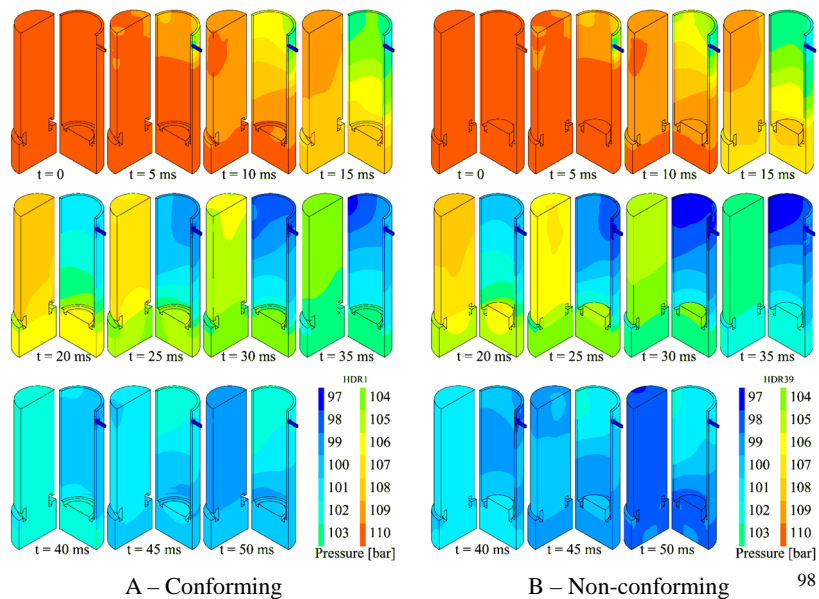 t = 0 t = 5 ms t = 10 ms t = 15 ms
t = 0 t = 5 ms t = 10 ms t = 15 ms
t = 20 ms t = 25 ms t = 30 ms t = 35 ms
t = 20 ms t = 25 ms t = 30 ms t = 35 ms
HDR1
97 104
98 105
99 106
100 107
101 108
102 109
103 110
Pressure [bar]
t = 40 ms t = 45 ms t = 50 ms
HDR39
97 104
98 105
99 106
100 107
101 108
102 109
103 110
Pressure [bar]
t = 40 ms t = 45 ms t = 50 ms
A – Conforming
B – Non-conforming
98